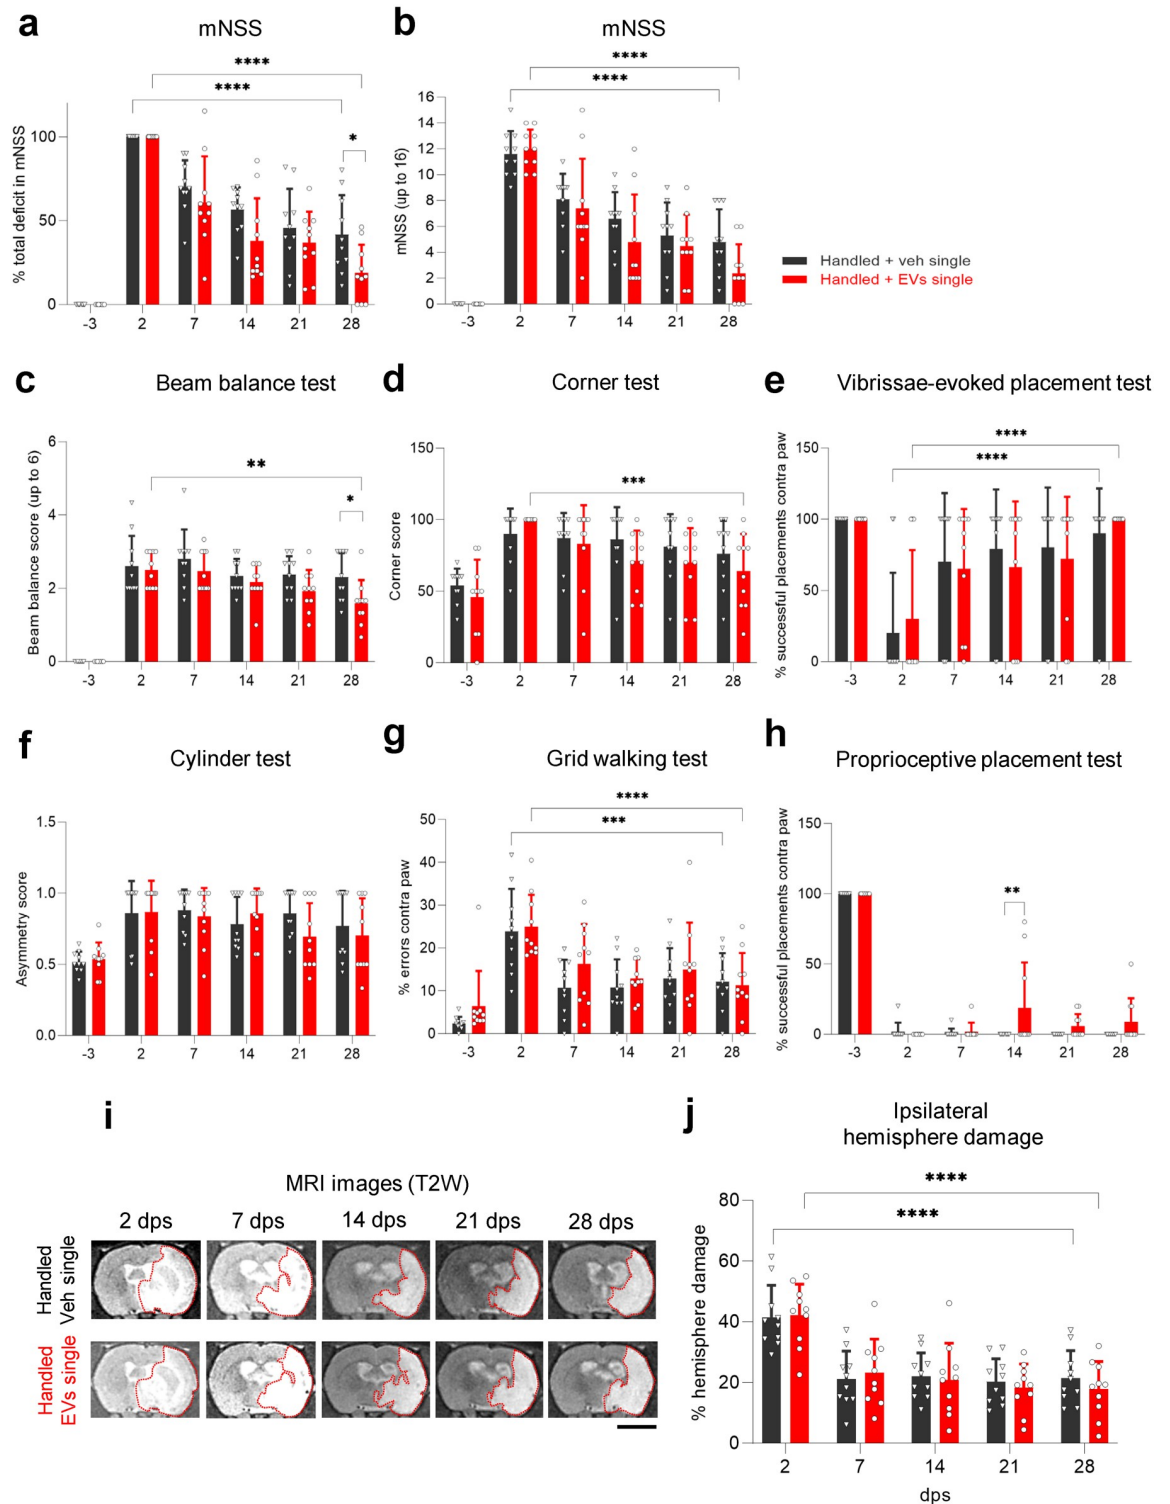 a
mNSS
****
****
*
% total deficit in mNSS
100
50
0
-3 2 7 14 21 28
b
mNSS
****
****
mNSS (up to 16)
16
14
12
10
8
6
4
2
0
-3 2 7 14 21 28
Handled + veh single
Handled + EVs single
c
Beam balance test
**
*
Beam balance score (up to 6)
6
4
2
0
-3 2 7 14 21 28
d
Corner test
***
Corner score
150
100
50
0
-3 2 7 14 21 28
e
Vibrissae-evoked placement test
****
****
% successful placements contra paw
150
100
50
0
-3 2 7 14 21 28
f
Cylinder test
Asymmetry score
1.5
1.0
0.5
0.0
-3 2 7 14 21 28
g
Grid walking test
****
***
% errors contra paw
50
40
30
20
10
0
-3 2 7 14 21 28
h
Proprioceptive placement test
**
% successful placements contra paw
150
100
50
0
-3 2 7 14 21 28
i
MRI images (T2W)
2 dps 7 dps 14 dps 21 dps 28 dps
Handled
Veh single
Handled
EVs single
j
Ipsilateral
hemisphere damage
****
****
% hemisphere damage
80
60
40
20
0
2 7 14 21 28
dps